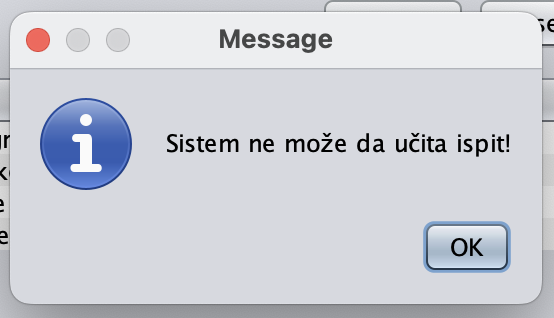 Message
Sistem ne može da učita ispit!
OK